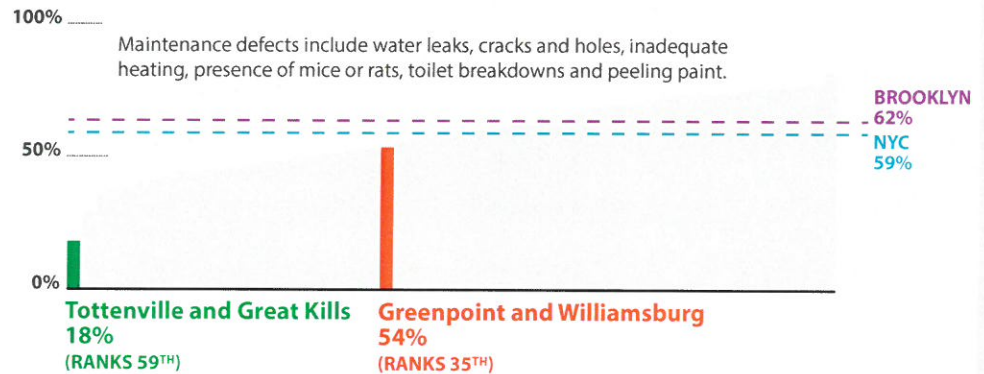 100%
Maintenance defects include water leaks, cracks and holes, inadequate
heating, presence of mice or rats, toilet breakdowns and peeling paint.
BROOKLYN
62%
NYC
59%
50%
0%
Tottenville and Great Kills
18%
(RANKS 59TH)
Greenpoint and Williamsburg
54%
(RANKS 35TH)